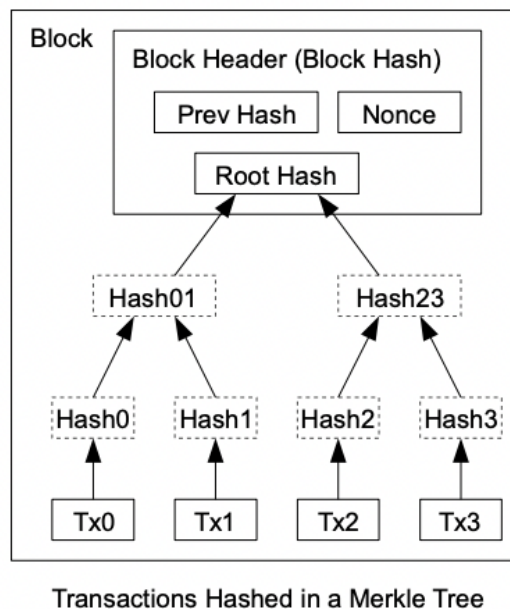 Block
Block Header (Block Hash)
Prev Hash
Nonce
Root Hash
Hash01
Hash23
Hash0
Hash1
Hash2
Hash3
Tx0
Tx1
Tx2
Tx3
Transactions Hashed in a Merkle Tree